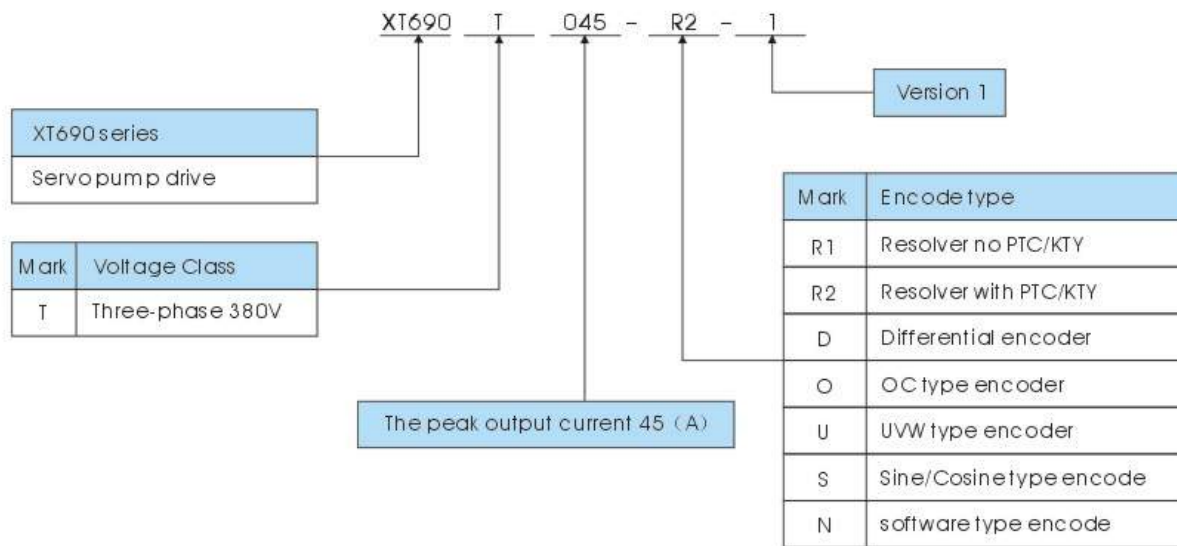 XT690 T 045 - R2 - 1
Version 1
XT690 series
Servo pump drive
Mark Voltage Class
T Three-phase 380V
The peak output current 45 (A)
Mark Encode type
R1 Resolver no PTC/KTY
R2 Resolver with PTC/KTY
D Differential encoder
O OC type encoder
U UVW type encoder
S Sine/Cosine type encode
N software type encode